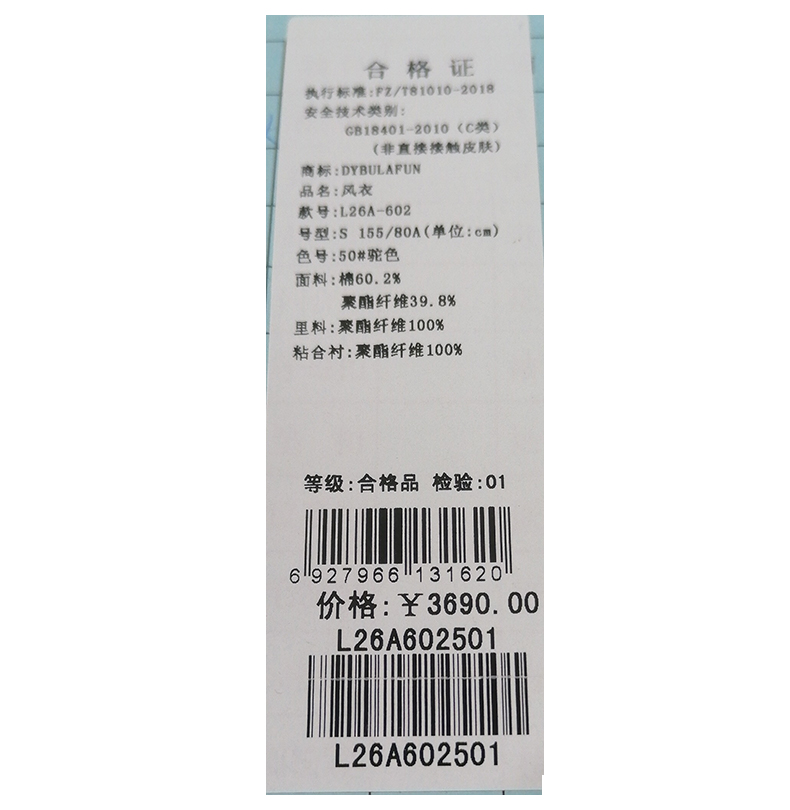 合格证
执行标准:FZ/T81010-2018
安全技术类别:
GB18401-2010（C类）
(非直接接触皮肤)
商标:DYBULAFUN
品名:风衣
款号:L26A-602
号型:S 155/80A(单位:cm)
色号:50#驼色
面料:棉60.2%
聚酯纤维39.8%
里料:聚酯纤维100%
粘合衬:聚酯纤维100%
等级:合格品 检验:01
6 927966 131620
价格:￥3690.00
L26A602501
L26A602501